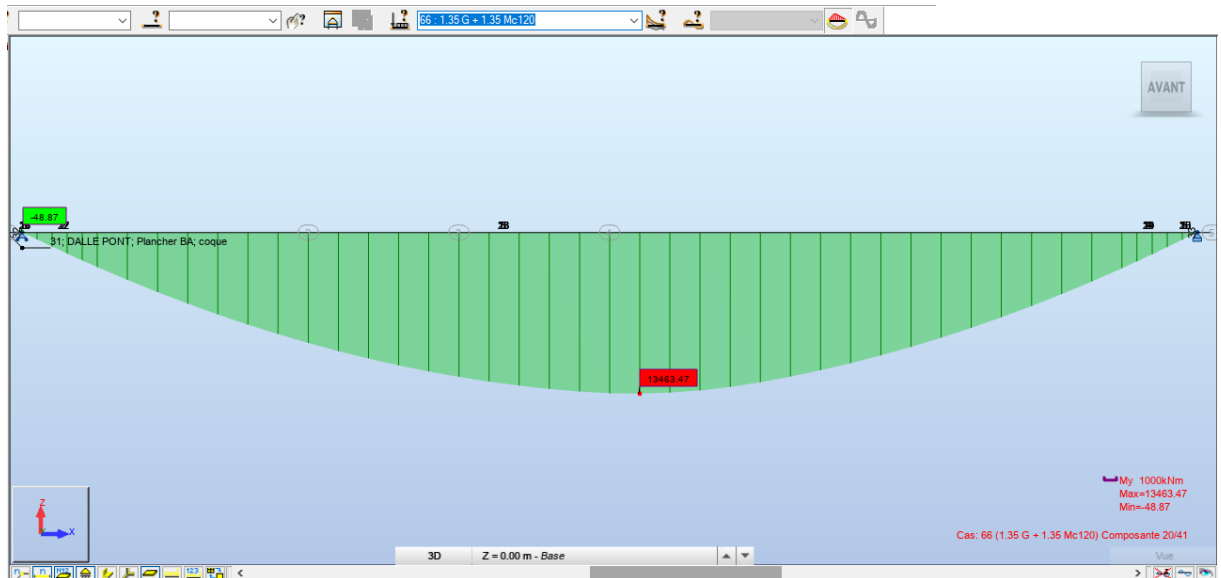 66 : 1.35 G + 1.35 Mc120
AVANT
-48.87
31; DALLE PONT; Plancher BA; coque
13463.47
My 1000kNm
Max=13463.47
Min=-48.87
Cas: 66 (1.35 G + 1.35 Mc120) Composante 20/41
Z
X
3D
Z = 0.00 m - Base
Vue